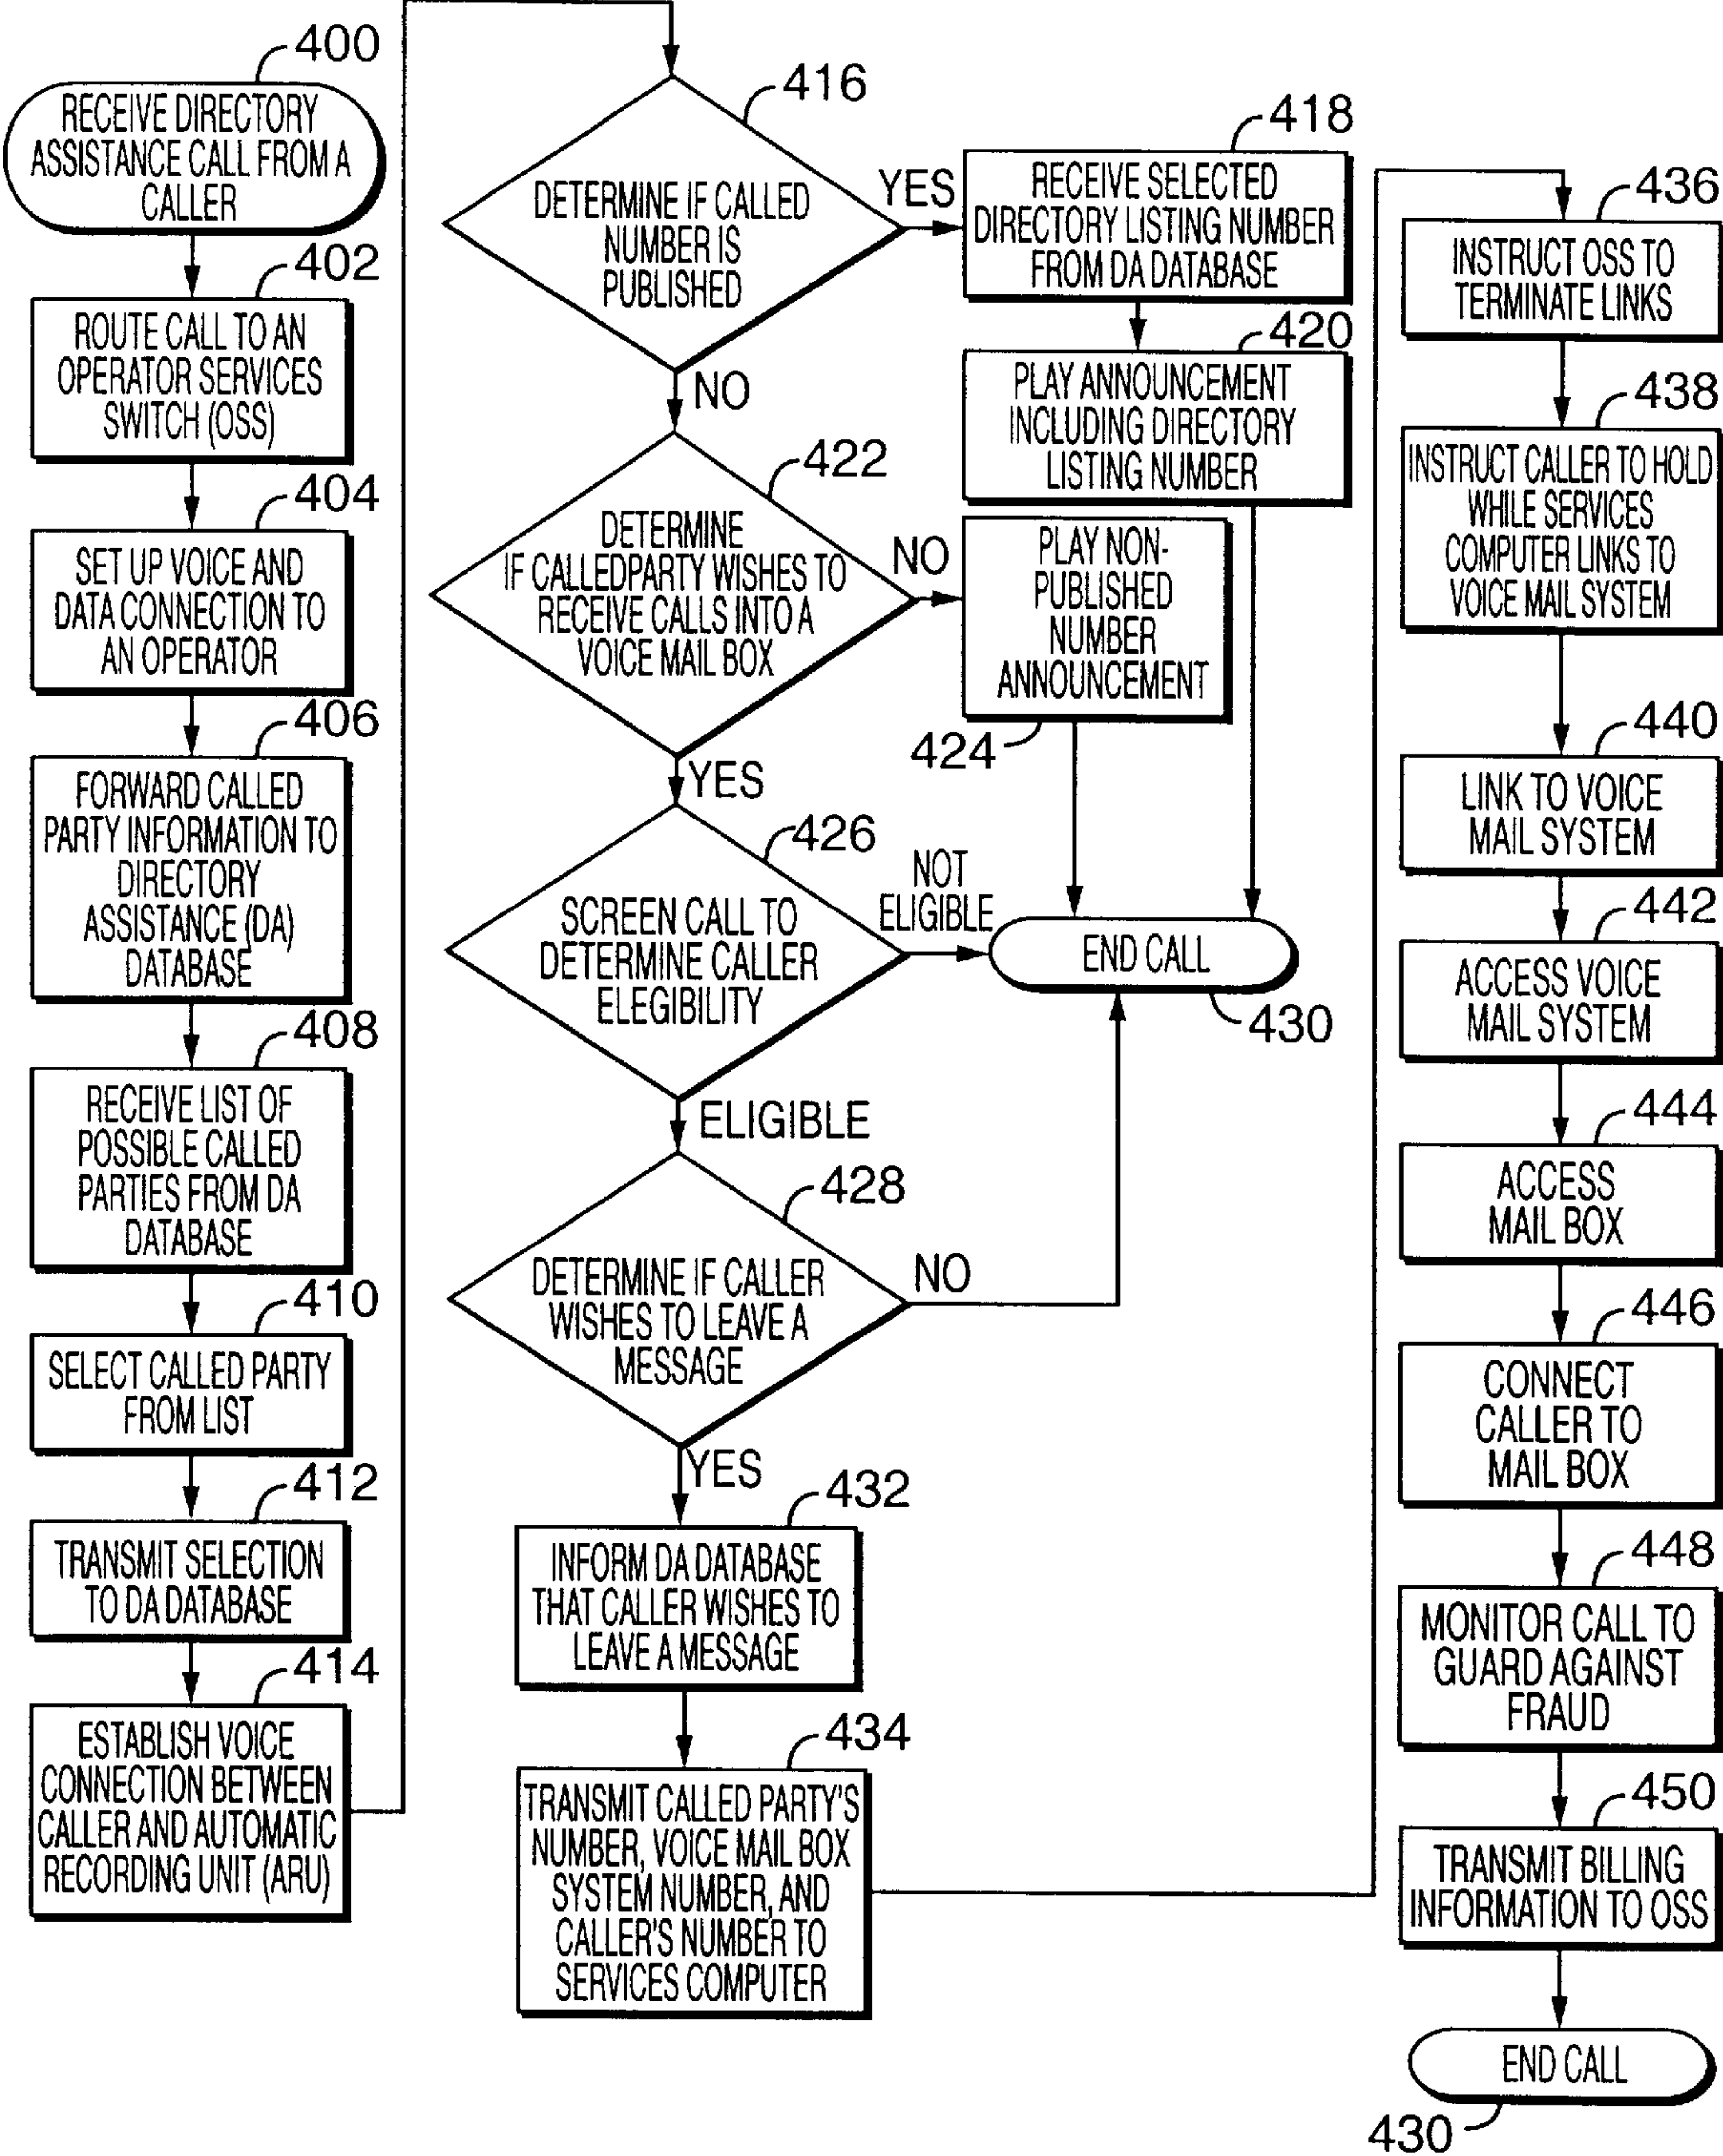 400
RECEIVE DIRECTORY
ASSISTANCE CALL FROM A
CALLER
402
ROUTE CALL TO AN
OPERATOR SERVICES
SWITCH (OSS)
404
SET UP VOICE AND
DATA CONNECTION TO
AN OPERATOR
406
FORWARD CALLED
PARTY INFORMATION TO
DIRECTORY
ASSISTANCE (DA)
DATABASE
408
RECEIVE LIST OF
POSSIBLE CALLED
PARTIES FROM DA
DATABASE
410
SELECT CALLED PARTY
FROM LIST
412
TRANSMIT SELECTION
TO DA DATABASE
414
ESTABLISH VOICE
CONNECTION BETWEEN
CALLER AND AUTOMATIC
RECORDING UNIT (ARU)
416
DETERMINE IF CALLED
NUMBER IS
PUBLISHED
YES
NO
418
RECEIVE SELECTED
DIRECTORY LISTING NUMBER
FROM DA DATABASE
420
PLAY ANNOUNCEMENT
INCLUDING DIRECTORY
LISTING NUMBER
422
DETERMINE
IF CALLEDPARTY WISHES TO
RECEIVE CALLS INTO A
VOICE MAIL BOX
NO
YES
PLAY NON-
PUBLISHED
NUMBER
ANNOUNCEMENT
424
426
SCREEN CALL TO
DETERMINE CALLER
ELEGIBILITY
NOT
ELIGIBLE
ELIGIBLE
END CALL
430
428
DETERMINE IF CALLER
WISHES TO LEAVE A
MESSAGE
NO
YES
432
INFORM DA DATABASE
THAT CALLER WISHES TO
LEAVE A MESSAGE
434
TRANSMIT CALLED PARTY'S
NUMBER, VOICE MAIL BOX
SYSTEM NUMBER, AND
CALLER'S NUMBER TO
SERVICES COMPUTER
436
INSTRUCT OSS TO
TERMINATE LINKS
438
INSTRUCT CALLER TO HOLD
WHILE SERVICES
COMPUTER LINKS TO
VOICE MAIL SYSTEM
440
LINK TO VOICE
MAIL SYSTEM
442
ACCESS VOICE
MAIL SYSTEM
444
ACCESS
MAIL BOX
446
CONNECT
CALLER TO
MAIL BOX
448
MONITOR CALL TO
GUARD AGAINST
FRAUD
450
TRANSMIT BILLING
INFORMATION TO OSS
END CALL
430